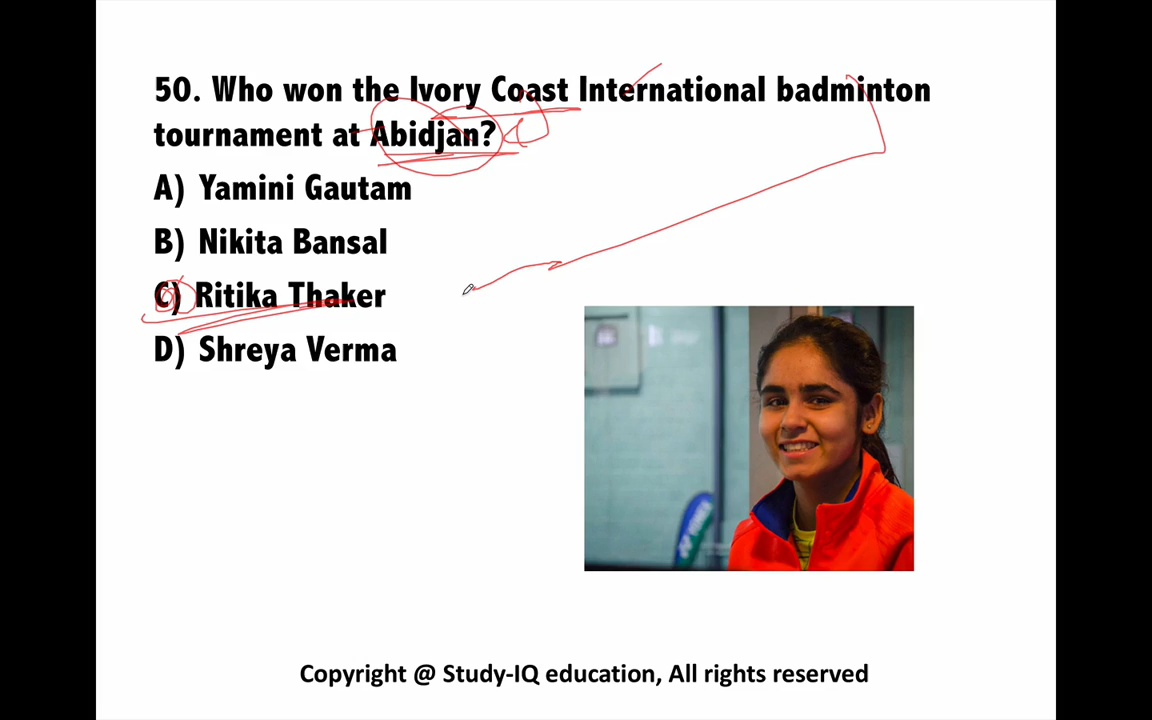 50. Who won the Ivory Coast International badminton
tournament at Abidjan?
A) Yamini Gautam
B) Nikita Bansal
C) Ritika Thaker
D) Shreya Verma
Copyright @ Study-IQ education, All rights reserved